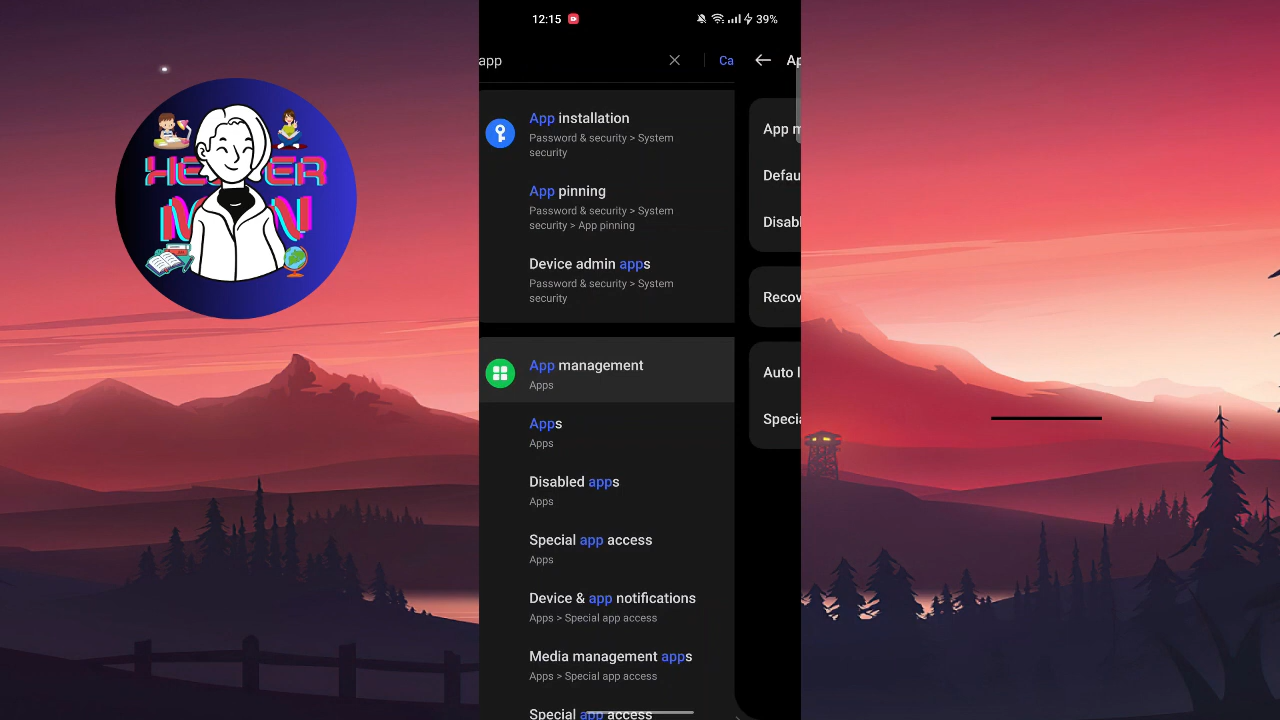 12:15
39%
app
Ca
App installation
Password & security > System
security
App pinning
Password & security > System
security > App pinning
Device admin apps
Password & security > System
security
App management
Apps
Apps
Apps
Disabled apps
Apps
Special app access
Apps
Device & app notifications
Apps > Special app access
Media management apps
Apps > Special app access
Special app access
Ap
App m
Defau
Disabl
Recov
Auto l
Specia